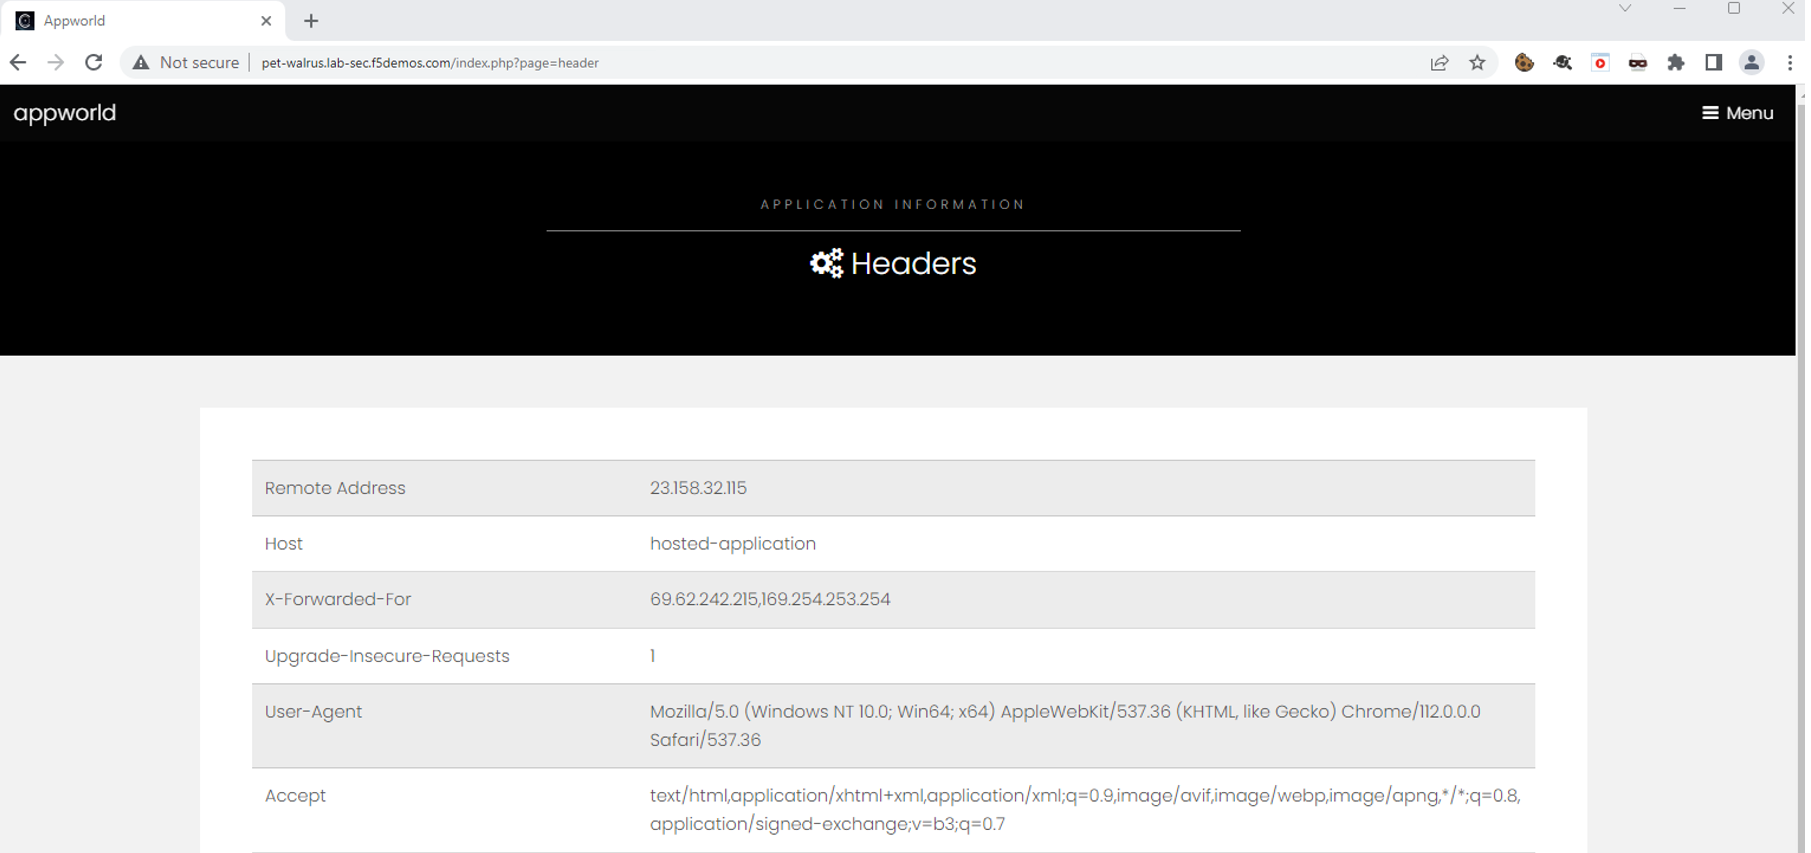 Appworld
Not secure
pet-walrus.lab-sec.f5demos.com/index.php?page=header
appworld
Menu
APPLICATION INFORMATION
Headers
Remote Address 23.158.32.115
Host hosted-application
X-Forwarded-For 69.62.242.215,169.254.253.254
Upgrade-Insecure-Requests 1
User-Agent Mozilla/5.0 (Windows NT 10.0; Win64; x64) AppleWebKit/537.36 (KHTML, like Gecko) Chrome/112.0.0.0
Safari/537.36
Accept text/html,application/xhtml+xml,application/xml;q=0.9,image/avif,image/webp,image/apng,*/*;q=0.8,
application/signed-exchange;v=b3;q=0.7